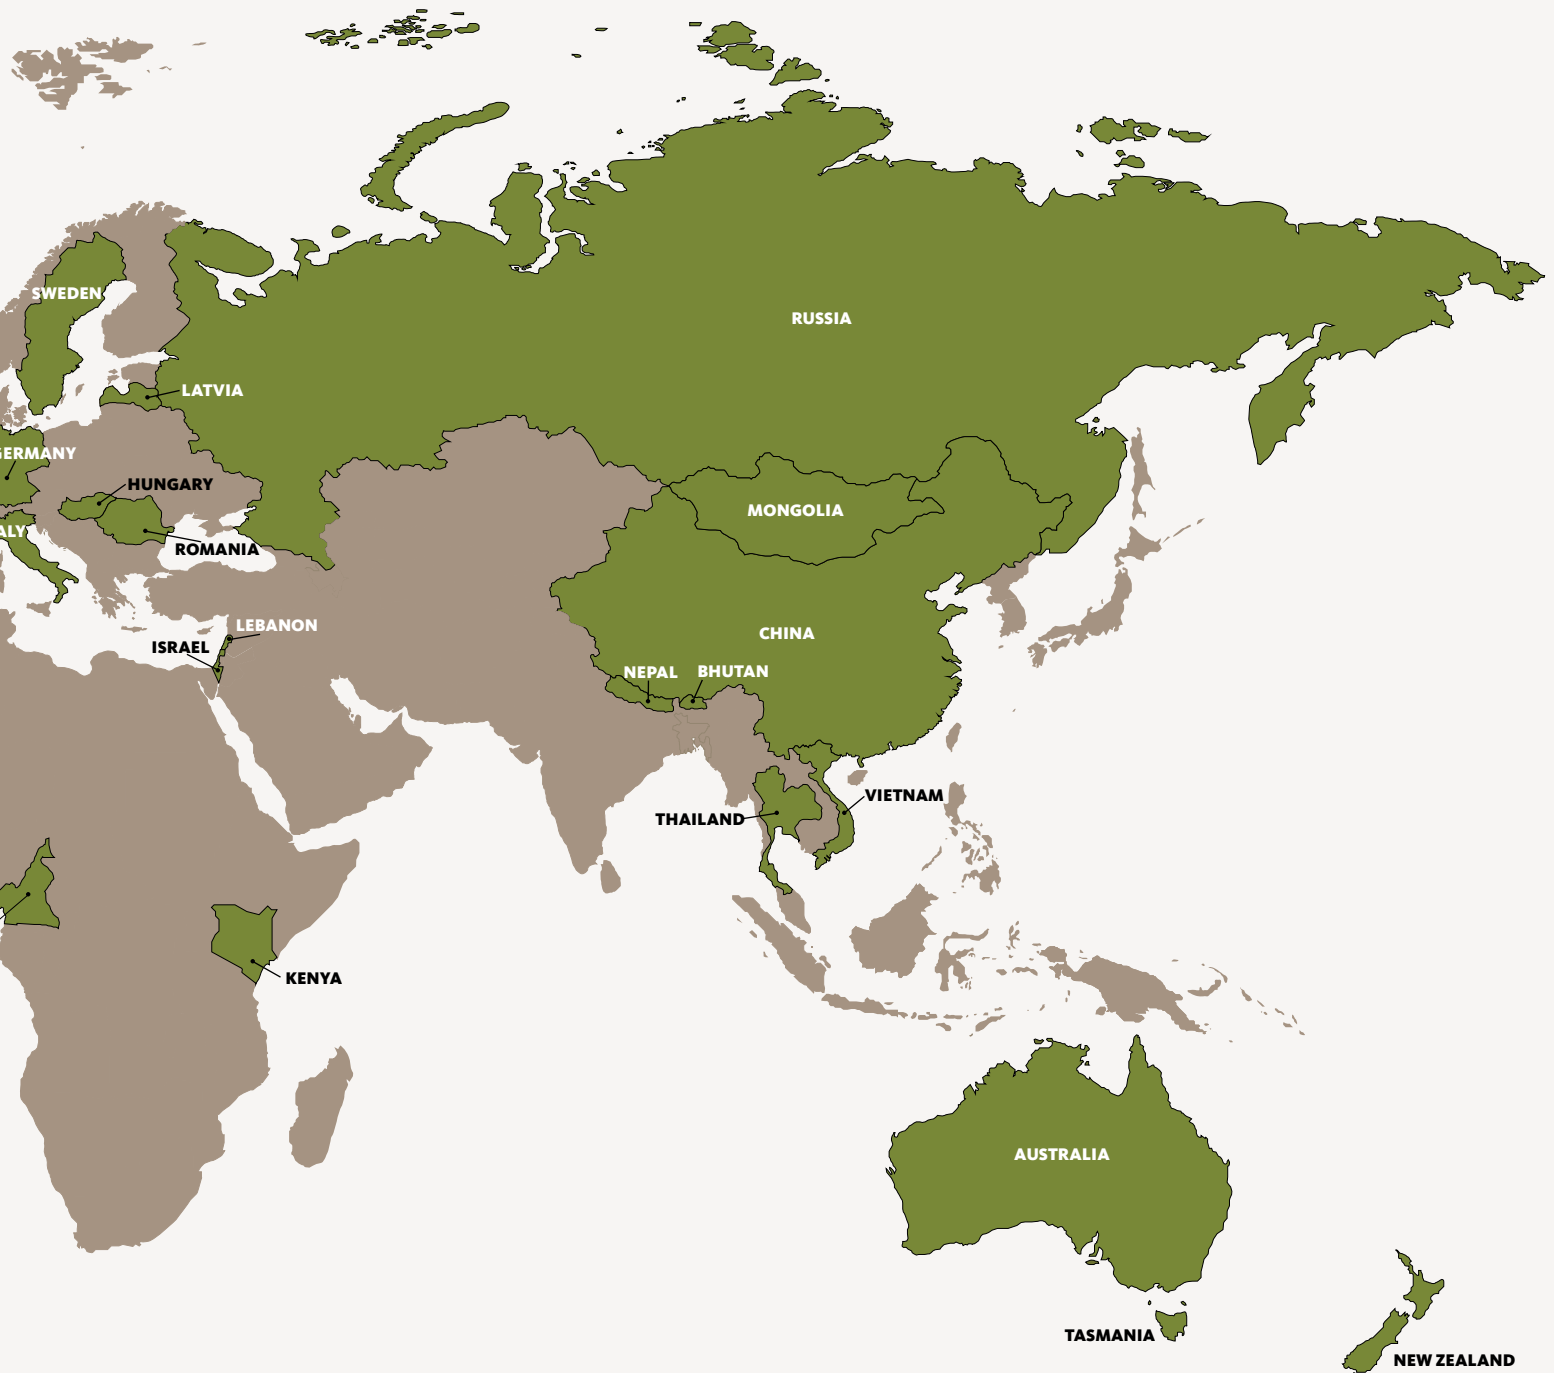 SWEDEN
RUSSIA
LATVIA
GERMANY
HUNGARY
MONGOLIA
ALY
ROMANIA
LEBANON
CHINA
ISRAEL
NEPAL
BHUTAN
VIETNAM
THAILAND
KENYA
AUSTRALIA
TASMANIA
NEW ZEALAND